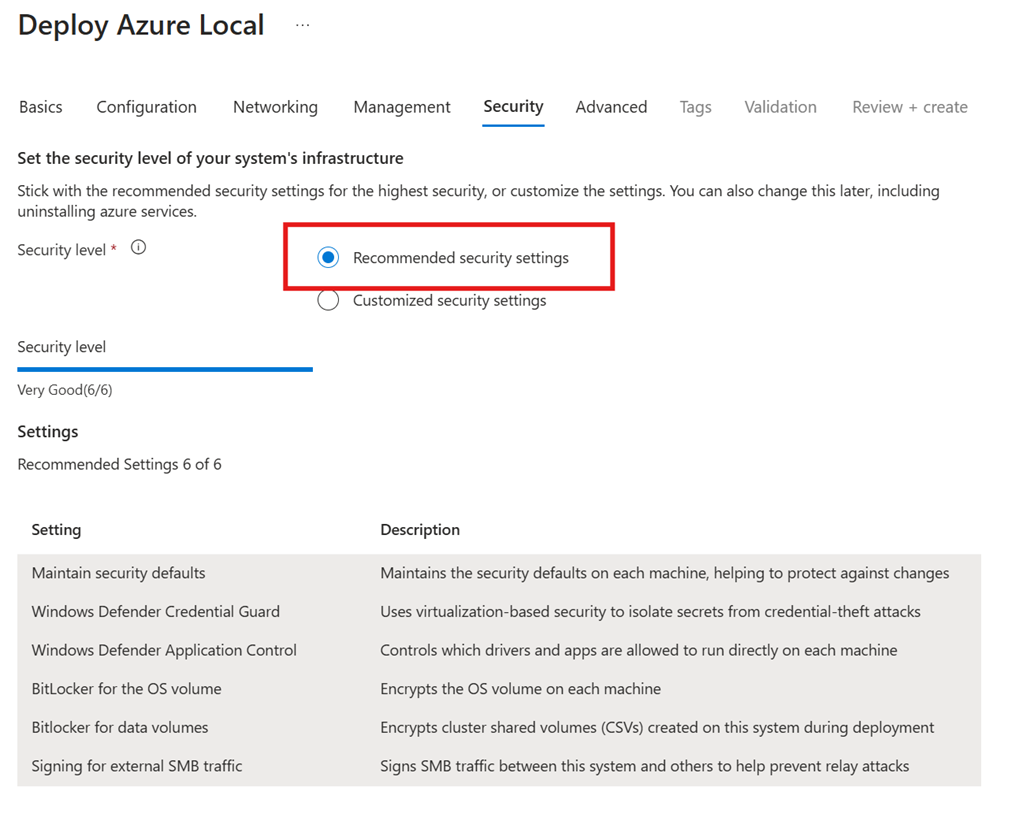 Deploy Azure Local ...
Basics Configuration Networking Management Security Advanced Tags Validation Review + create
Set the security level of your system's infrastructure
Stick with the recommended security settings for the highest security, or customize the settings. You can also change this later, including
uninstalling azure services.
Security level * i
Recommended security settings
Customized security settings
Security level
Very Good(6/6)
Settings
Recommended Settings 6 of 6
Setting Description
Maintain security defaults Maintains the security defaults on each machine, helping to protect against changes
Windows Defender Credential Guard Uses virtualization-based security to isolate secrets from credential-theft attacks
Windows Defender Application Control Controls which drivers and apps are allowed to run directly on each machine
BitLocker for the OS volume Encrypts the OS volume on each machine
Bitlocker for data volumes Encrypts cluster shared volumes (CSVs) created on this system during deployment
Signing for external SMB traffic Signs SMB traffic between this system and others to help prevent relay attacks